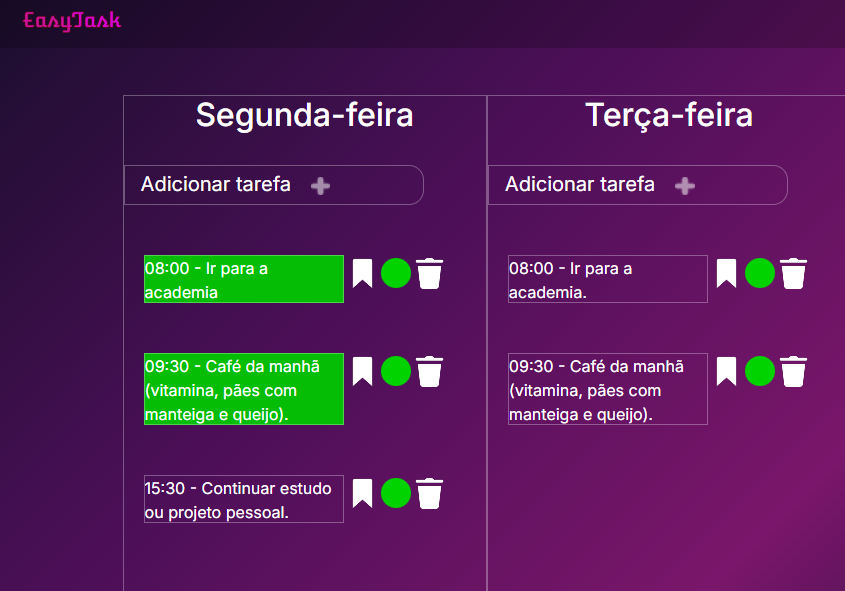 EasyTask
Segunda-feira
Adicionar tarefa
08:00 - Ir para a
academia
09:30 - Café da manhã
(vitamina, pães com
manteiga e queijo).
15:30 - Continuar estudo
ou projeto pessoal.
Terça-feira
Adicionar tarefa
08:00 - Ir para a
academia.
09:30 - Café da manhã
(vitamina, pães com
manteiga e queijo).